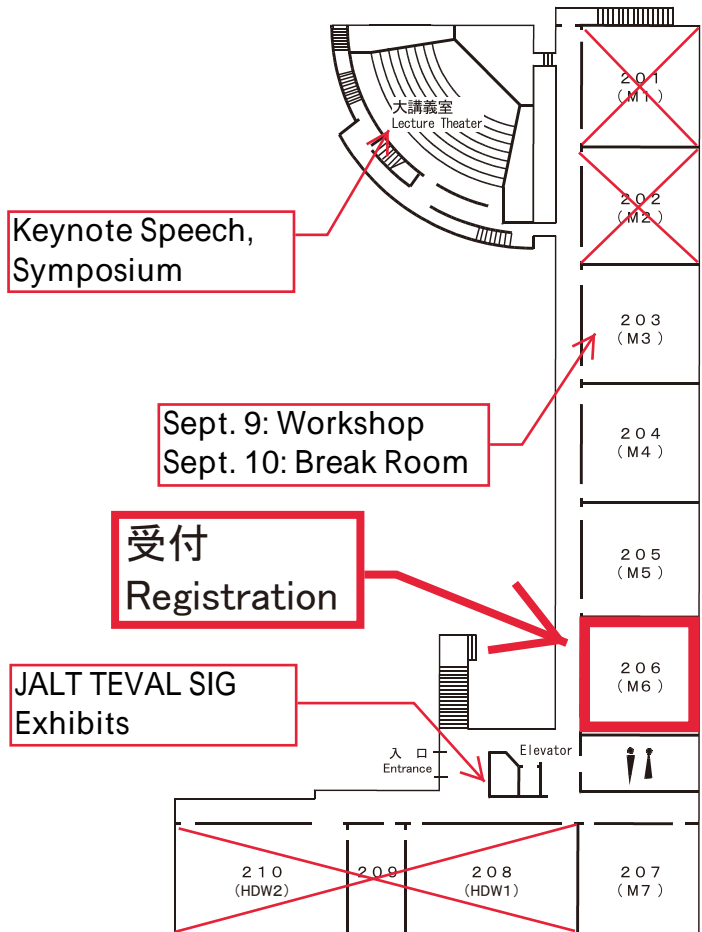 大講義室
Lecture Theater
201
(M1)
202
(M2)
Keynote Speech,
Symposium
203
(M3)
Sept. 9: Workshop
Sept. 10: Break Room
204
(M4)
受付
Registration
205
(M5)
206
(M6)
JALT TEVAL SIG
Exhibits
入口
Entrance
Elevator
210
(HDW2)
209
208
(HDW1)
207
(M7)